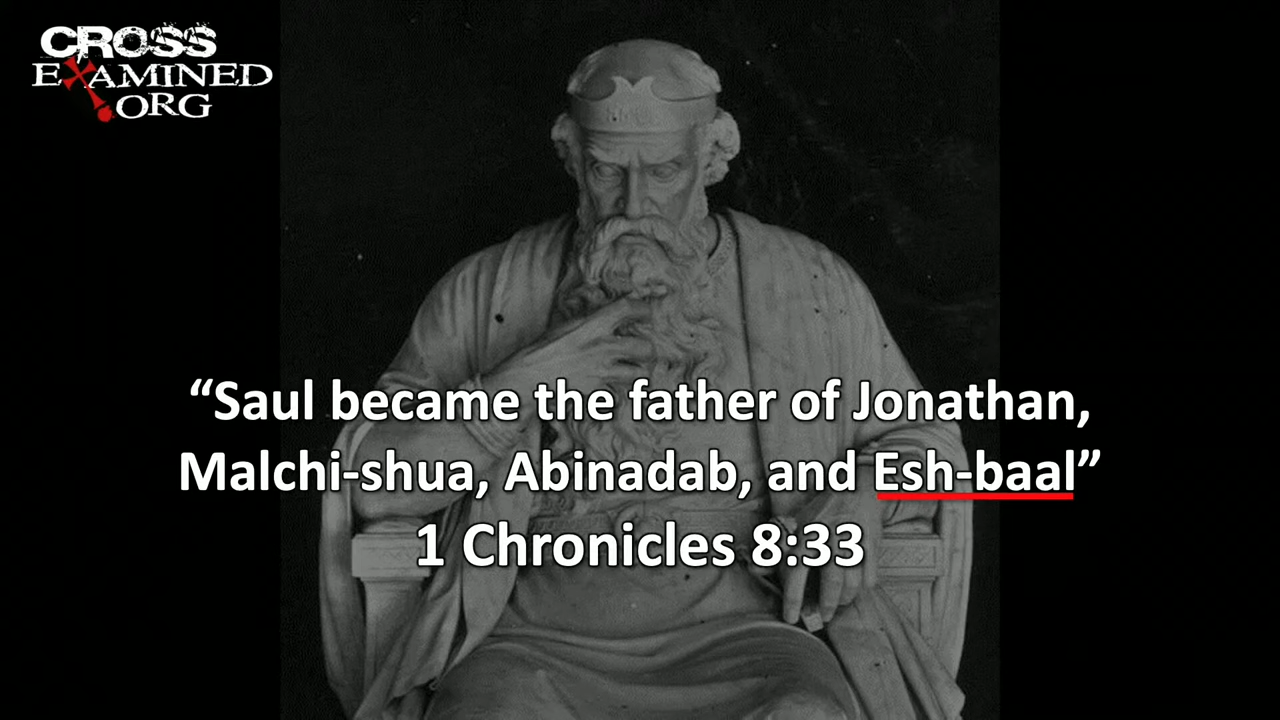 CROSS
EXAMINED
.ORG
“Saul became the father of Jonathan,
Malchi-shua, Abinadab, and Esh-baal”
1 Chronicles 8:33